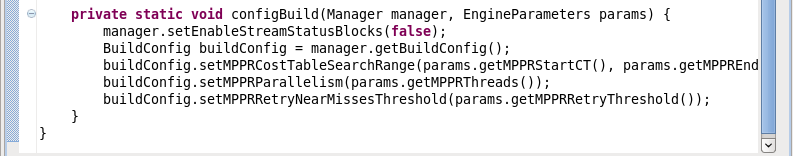 private static void configBuild(Manager manager, EngineParameters params) {
manager.setEnableStreamStatusBlocks(false);
BuildConfig buildConfig = manager.getBuildConfig();
buildConfig.setMPPRCostTableSearchRange(params.getMPPRStartCT(), params.getMPPREnd
buildConfig.setMPPRParallelism(params.getMPPRThreads());
buildConfig.setMPPRRetryNearMissesThreshold(params.getMPPRRetryThreshold());
}
}